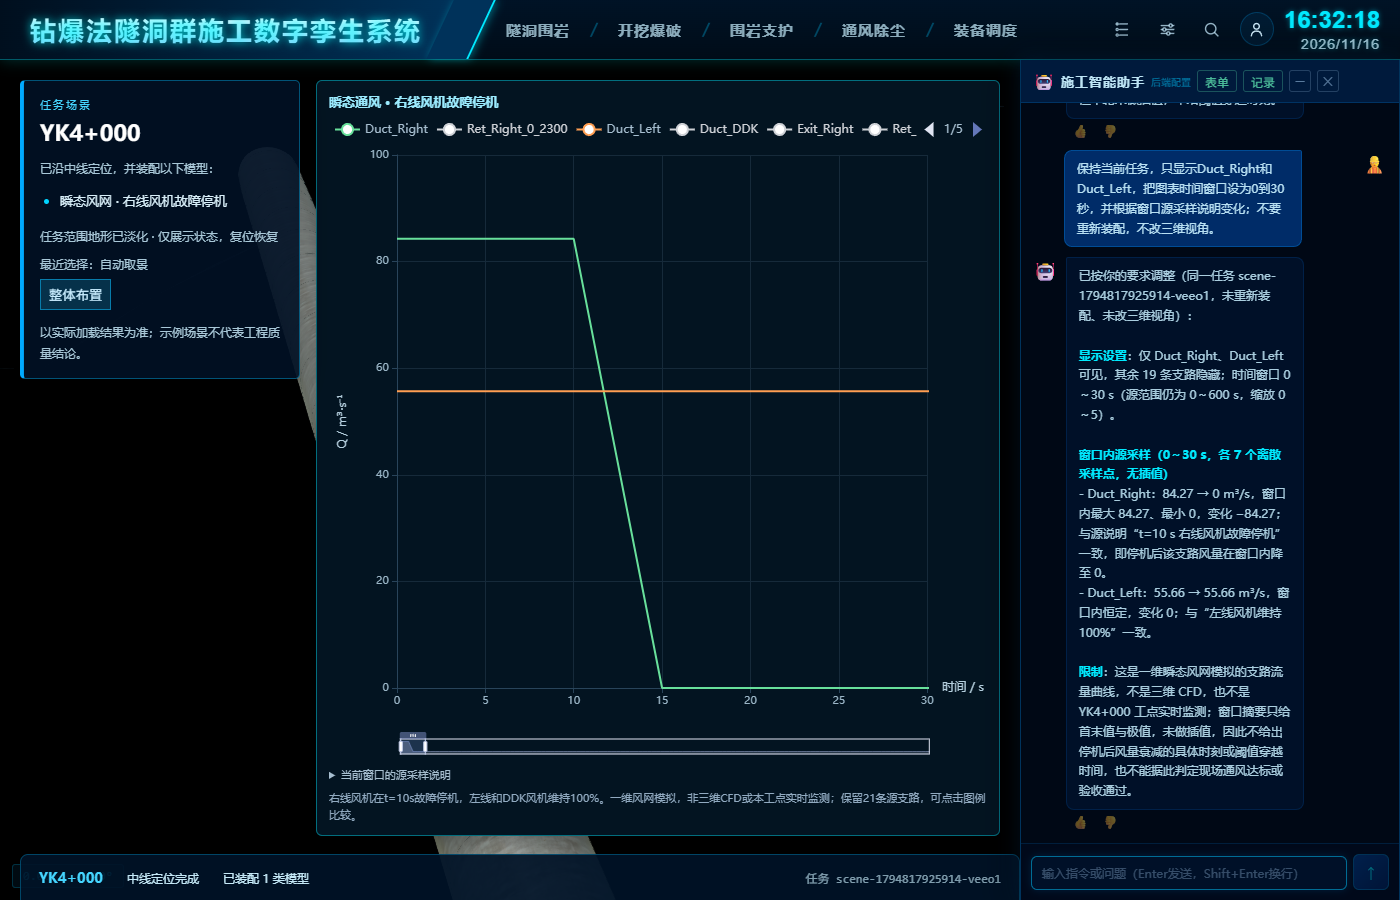 钻爆法隧洞群施工数字孪生系统
隧洞围岩 / 开挖爆破 / 围岩支护 / 通风除尘 / 装备调度
16:32:18
2026/11/16
任务场景
YK4+000
已沿中线定位，并装配以下模型：
瞬态风网 · 右线风机故障停机
任务范围地形已淡化 · 仅展示状态，复位恢复
最近选择：自动取景
整体布置
以实际加载结果为准；示例场景不代表工程质
量结论。
瞬态通风 • 右线风机故障停机
Duct_Right Ret_Right_0_2300 Duct_Left Duct_DDK Exit_Right Ret_ 1/5
100
80
60
40
20
0
Q / m³·s⁻¹
0 5 10 15 20 25 30
时间 / s
▶ 当前窗口的源采样说明
右线风机在t=10s故障停机，左线和DDK风机维持100%。一维风网模拟，非三维CFD或本工点实时监测；保留21条源支路，可点击图例
比较。
YK4+000 中线定位完成 已装配 1 类模型 任务 scene-1794817925914-veeo1
施工智能助手 后端配置 表单 记录
保持当前任务，只显示Duct_Right和
Duct_Left，把图表时间窗口设为0到30
秒，并根据窗口源采样说明变化；不要
重新装配，不改三维视角。
已按你的要求调整（同一任务 scene-
1794817925914-veeo1，未重新装
配、未改三维视角）：
显示设置：仅 Duct_Right、Duct_Left
可见，其余 19 条支路隐藏；时间窗口 0
～30 s（源范围仍为 0～600 s，缩放 0
～5）。
窗口内源采样（0～30 s，各 7 个离散
采样点，无插值）
- Duct_Right：84.27 → 0 m³/s，窗口
内最大 84.27、最小 0，变化 −84.27；
与源说明“t=10 s 右线风机故障停机”
一致，即停机后该支路风量在窗口内降
至 0。
- Duct_Left：55.66 → 55.66 m³/s，窗
口内恒定，变化 0；与“左线风机维持
100%”一致。
限制：这是一维瞬态风网模拟的支路流
量曲线，不是三维 CFD，也不是
YK4+000 工点实时监测；窗口摘要只给
首末值与极值，未做插值，因此不给出
停机后风量衰减的具体时刻或阈值穿越
时间，也不能据此判定现场通风达标或
验收通过。
输入指令或问题（Enter发送，Shift+Enter换行）